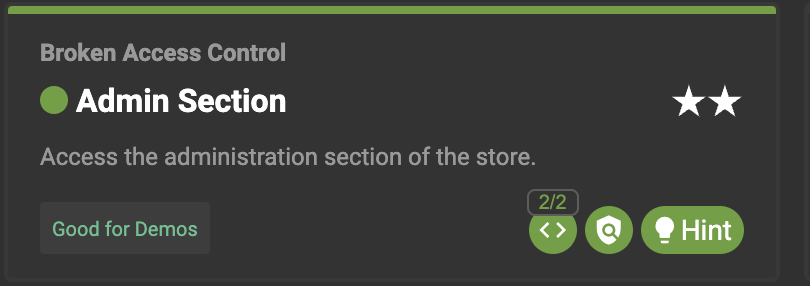 Broken Access Control
Admin Section
Access the administration section of the store.
2/2
Good for Demos
<> Hint